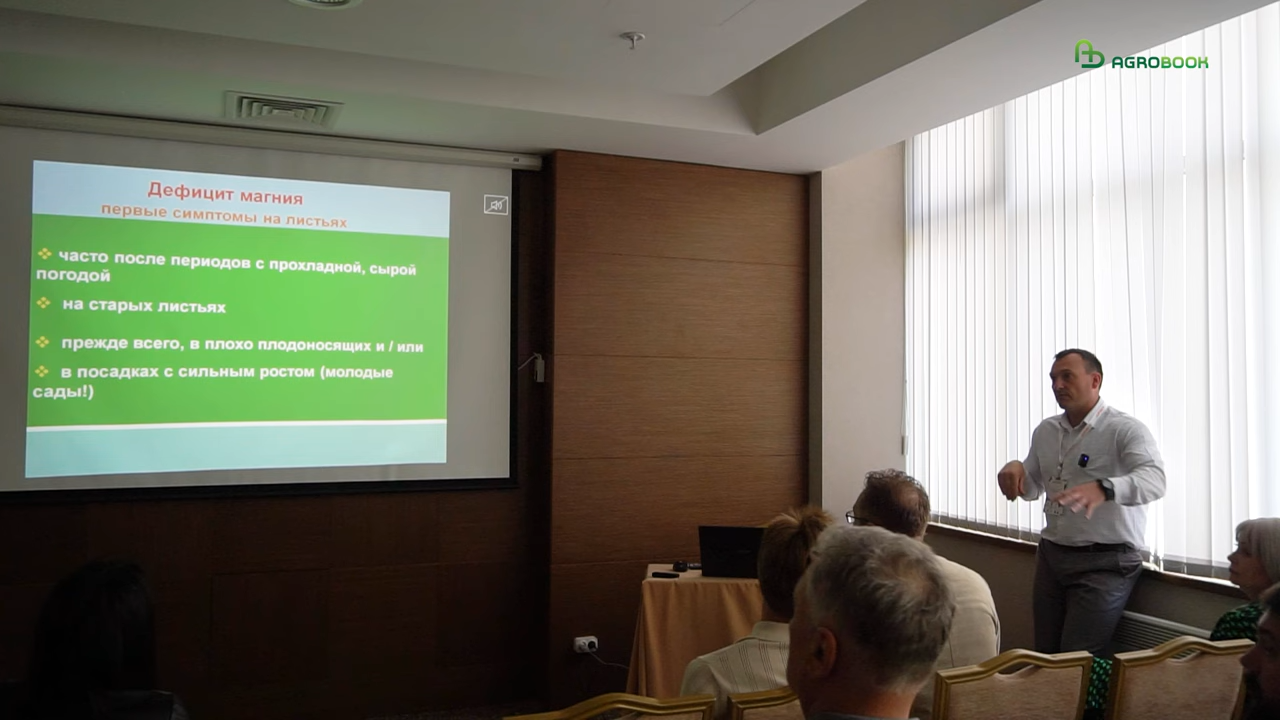 AGROBOOK
Дефицит магния
первые симптомы на листьях
часто после периодов с прохладной, сырой
погодой
на старых листьях
прежде всего, в плохо плодоносящих и / или
в посадках с сильным ростом (молодые
сады!)